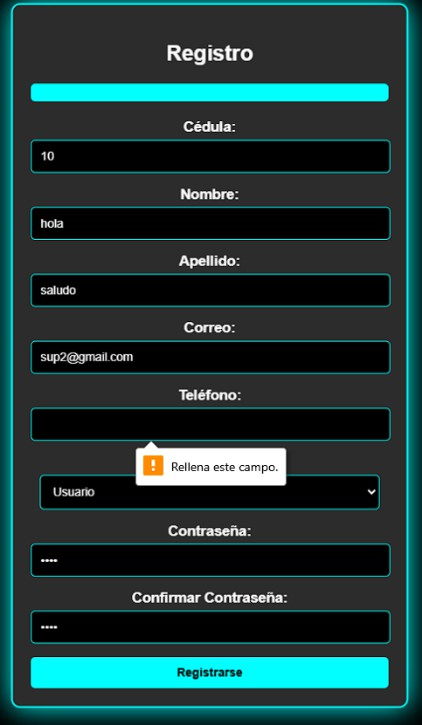 Registro
Cédula:
10
Nombre:
hola
Apellido:
saludo
Correo:
sup2@gmail.com
Teléfono:
! Rellena este campo.
Usuario
Contraseña:
••••
Confirmar Contraseña:
••••
Registrarse